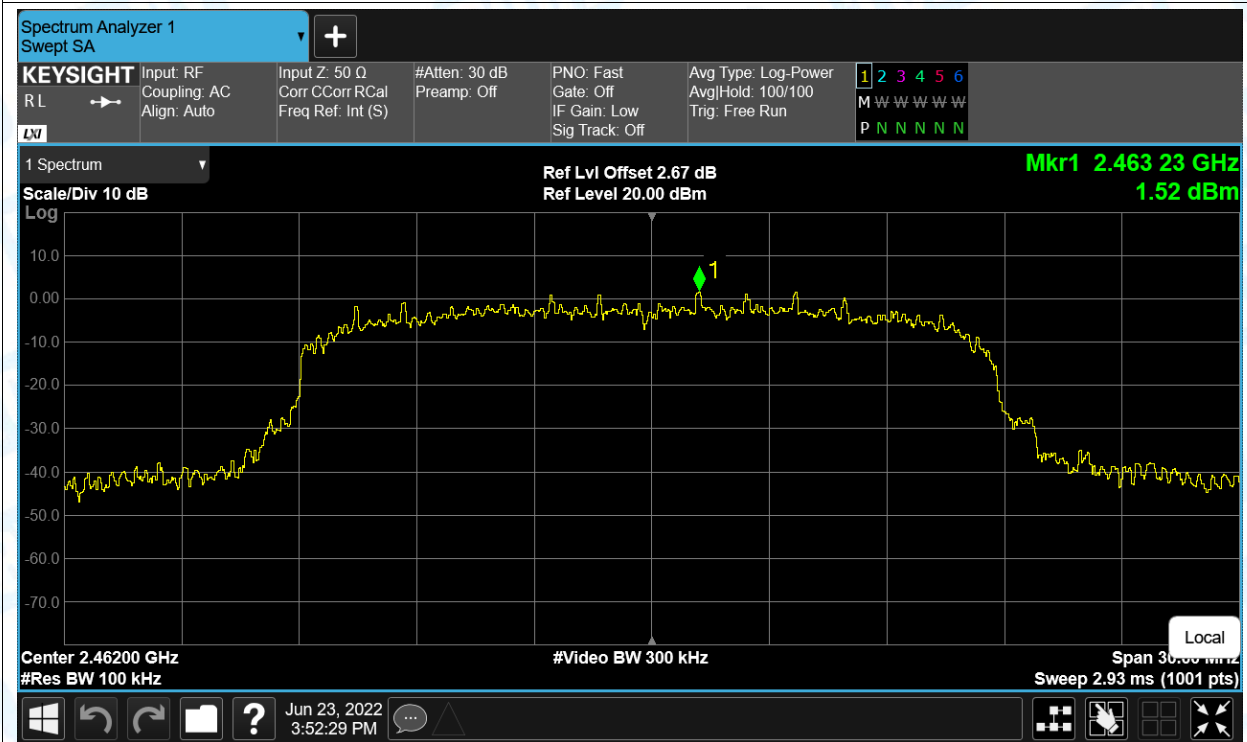 Spectrum Analyzer 1
Swept SA
KEYSIGHT
R L
LXI
Input: RF
Coupling: AC
Align: Auto
Input Z: 50 Ω
Corr CCorr RCal
Freq Ref: Int (S)
#Atten: 30 dB
Preamp: Off
PNO: Fast
Gate: Off
IF Gain: Low
Sig Track: Off
Avg Type: Log-Power
Avg|Hold: 100/100
Trig: Free Run
1 2 3 4 5 6
M W W W W W
P N N N N N
1 Spectrum
Scale/Div 10 dB
Log
Ref Lvl Offset 2.67 dB
Ref Level 20.00 dBm
Mkr1 2.463 23 GHz
1.52 dBm
1
10.0
0.00
-10.0
-20.0
-30.0
-40.0
-50.0
-60.0
-70.0
Local
Center 2.46200 GHz
#Res BW 100 kHz
#Video BW 300 kHz
Span 30.00 MHz
Sweep 2.93 ms (1001 pts)
?
Jun 23, 2022
3:52:29 PM